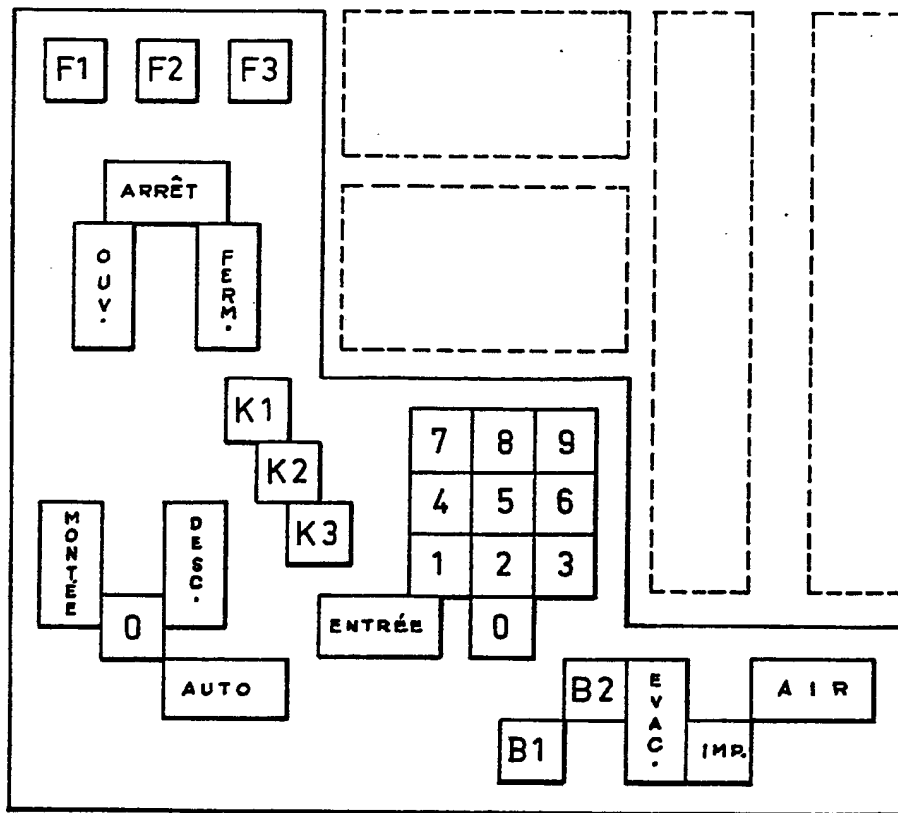 F1 F2 F3
ARRÊT
OUV.
FERM.
K1
K2
K3
7 8 9
4 5 6
1 2 3
0
ENTRÉE
MONTÉE
DESC.
0
AUTO
B1
B2
EVAC.
IMP.
AIR